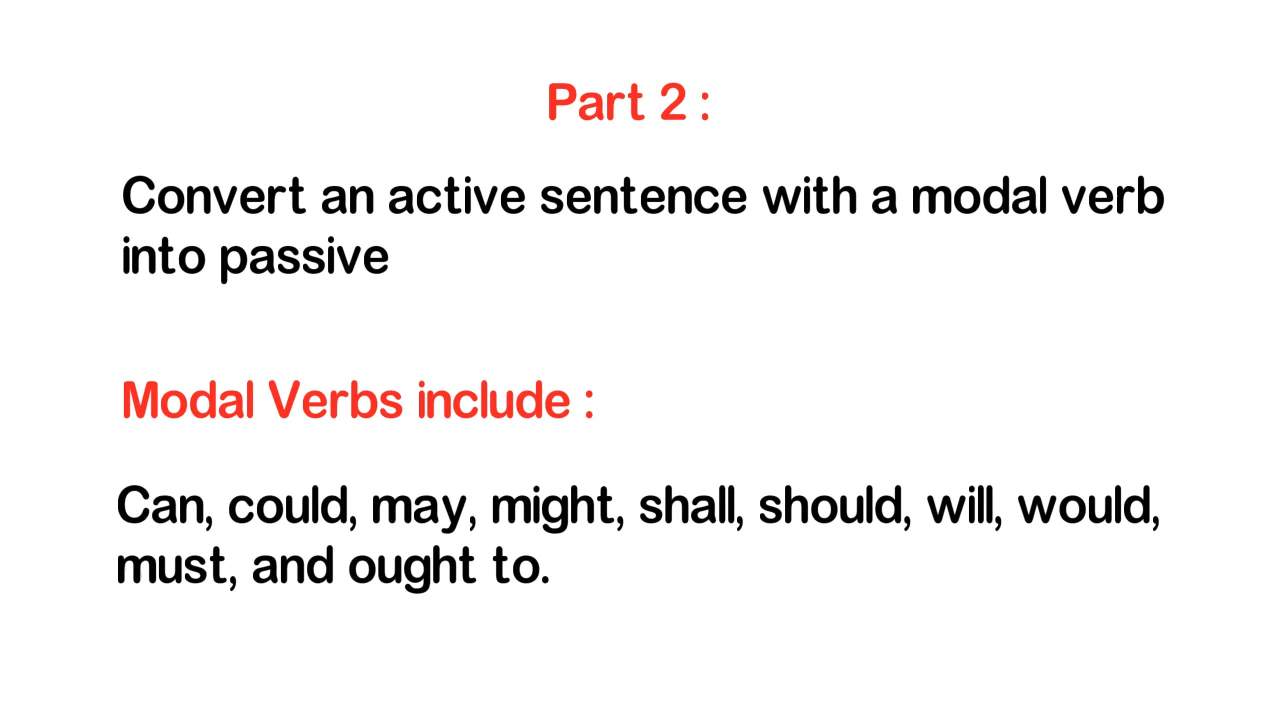 Part 2 :
Convert an active sentence with a modal verb
into passive
Modal Verbs include :
Can, could, may, might, shall, should, will, would,
must, and ought to.